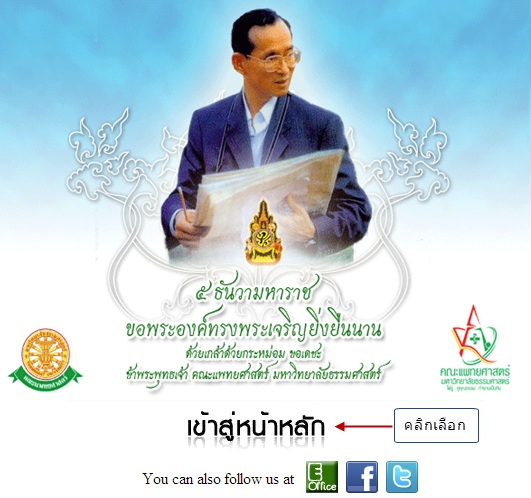 ๕ ธันวามหาราช
ขอพระองค์ทรงพระเจริญยิ่งยืนนาน
ด้วยเกล้าด้วยกระหม่อม ขอเดชะ
ข้าพระพุทธเจ้า คณะแพทยศาสตร์ มหาวิทยาลัยธรรมศาสตร์
คณะแพทยศาสตร์
มหาวิทยาลัยธรรมศาสตร์
เข้าสู่หน้าหลัก
คลิกเลือก
You can also follow us at
E
Office